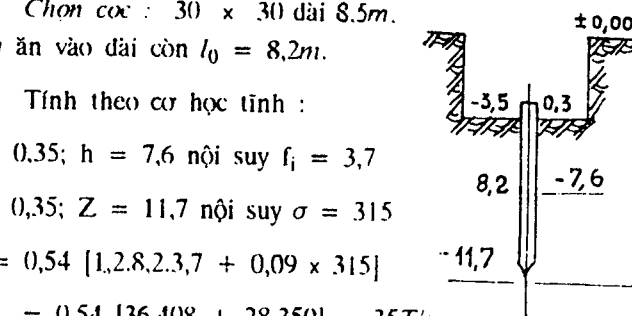 Chọn cọc : 30 × 30 dài 8.5m.
ăn vào đài còn l₀ = 8,2m.
Tính theo cơ học tĩnh :
0,35; h = 7,6 nội suy fᵢ = 3,7
0,35; Z = 11,7 nội suy σ = 315
= 0,54 [1,2.8,2.3,7 + 0,09 × 315]
= 0,54 [36,408 + 28,350]
± 0,00
-3,5
0,3
8,2
-7,6
-11,7